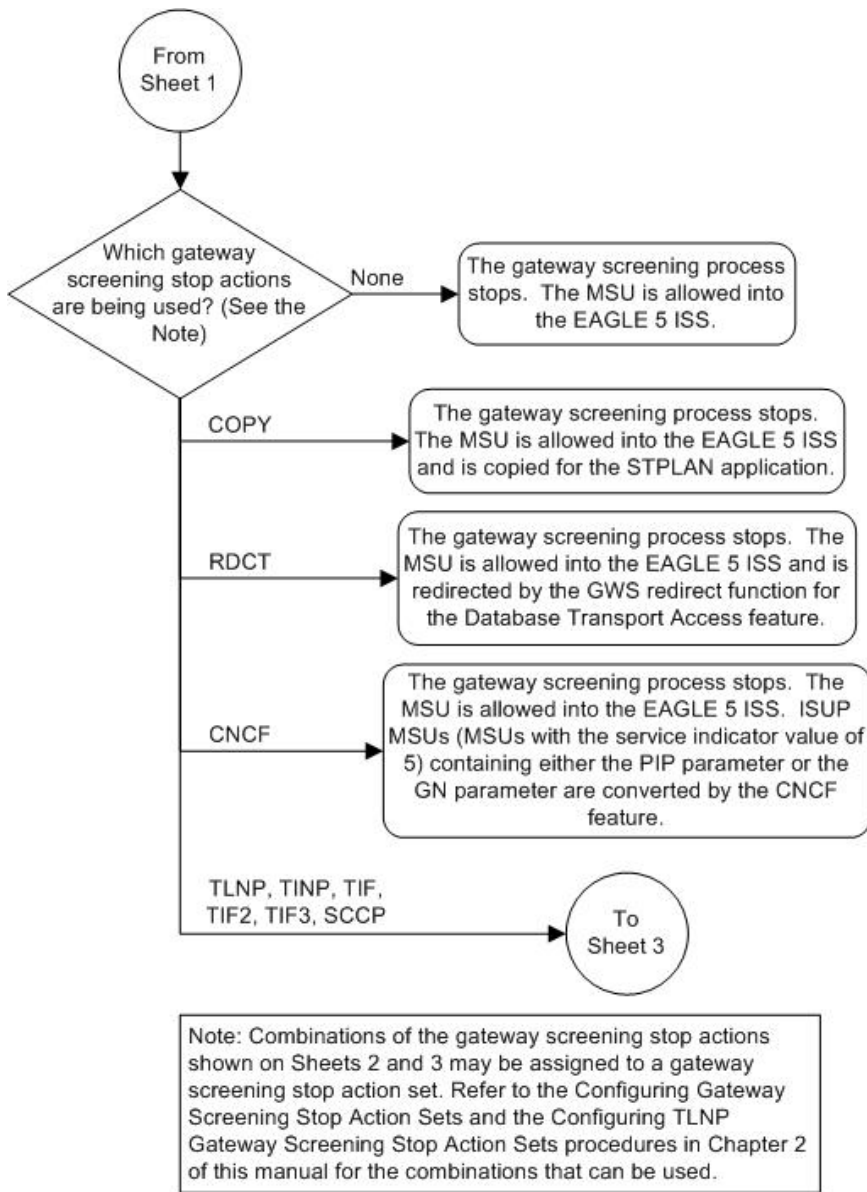 From
Sheet 1
Which gateway
screening stop actions
are being used? (See the
Note)
None
The gateway screening process
stops. The MSU is allowed into
the EAGLE 5 ISS.
COPY
The gateway screening process stops.
The MSU is allowed into the EAGLE 5 ISS
and is copied for the STPLAN application.
RDCT
The gateway screening process stops. The
MSU is allowed into the EAGLE 5 ISS and is
redirected by the GWS redirect function for
the Database Transport Access feature.
CNCF
The gateway screening process stops. The
MSU is allowed into the EAGLE 5 ISS. ISUP
MSUs (MSUs with the service indicator value of
5) containing either the PIP parameter or the
GN parameter are converted by the CNCF
feature.
TLNP, TINP, TIF,
TIF2, TIF3, SCCP
To
Sheet 3
Note: Combinations of the gateway screening stop actions
shown on Sheets 2 and 3 may be assigned to a gateway
screening stop action set. Refer to the Configuring Gateway
Screening Stop Action Sets and the Configuring TLNP
Gateway Screening Stop Action Sets procedures in Chapter 2
of this manual for the combinations that can be used.